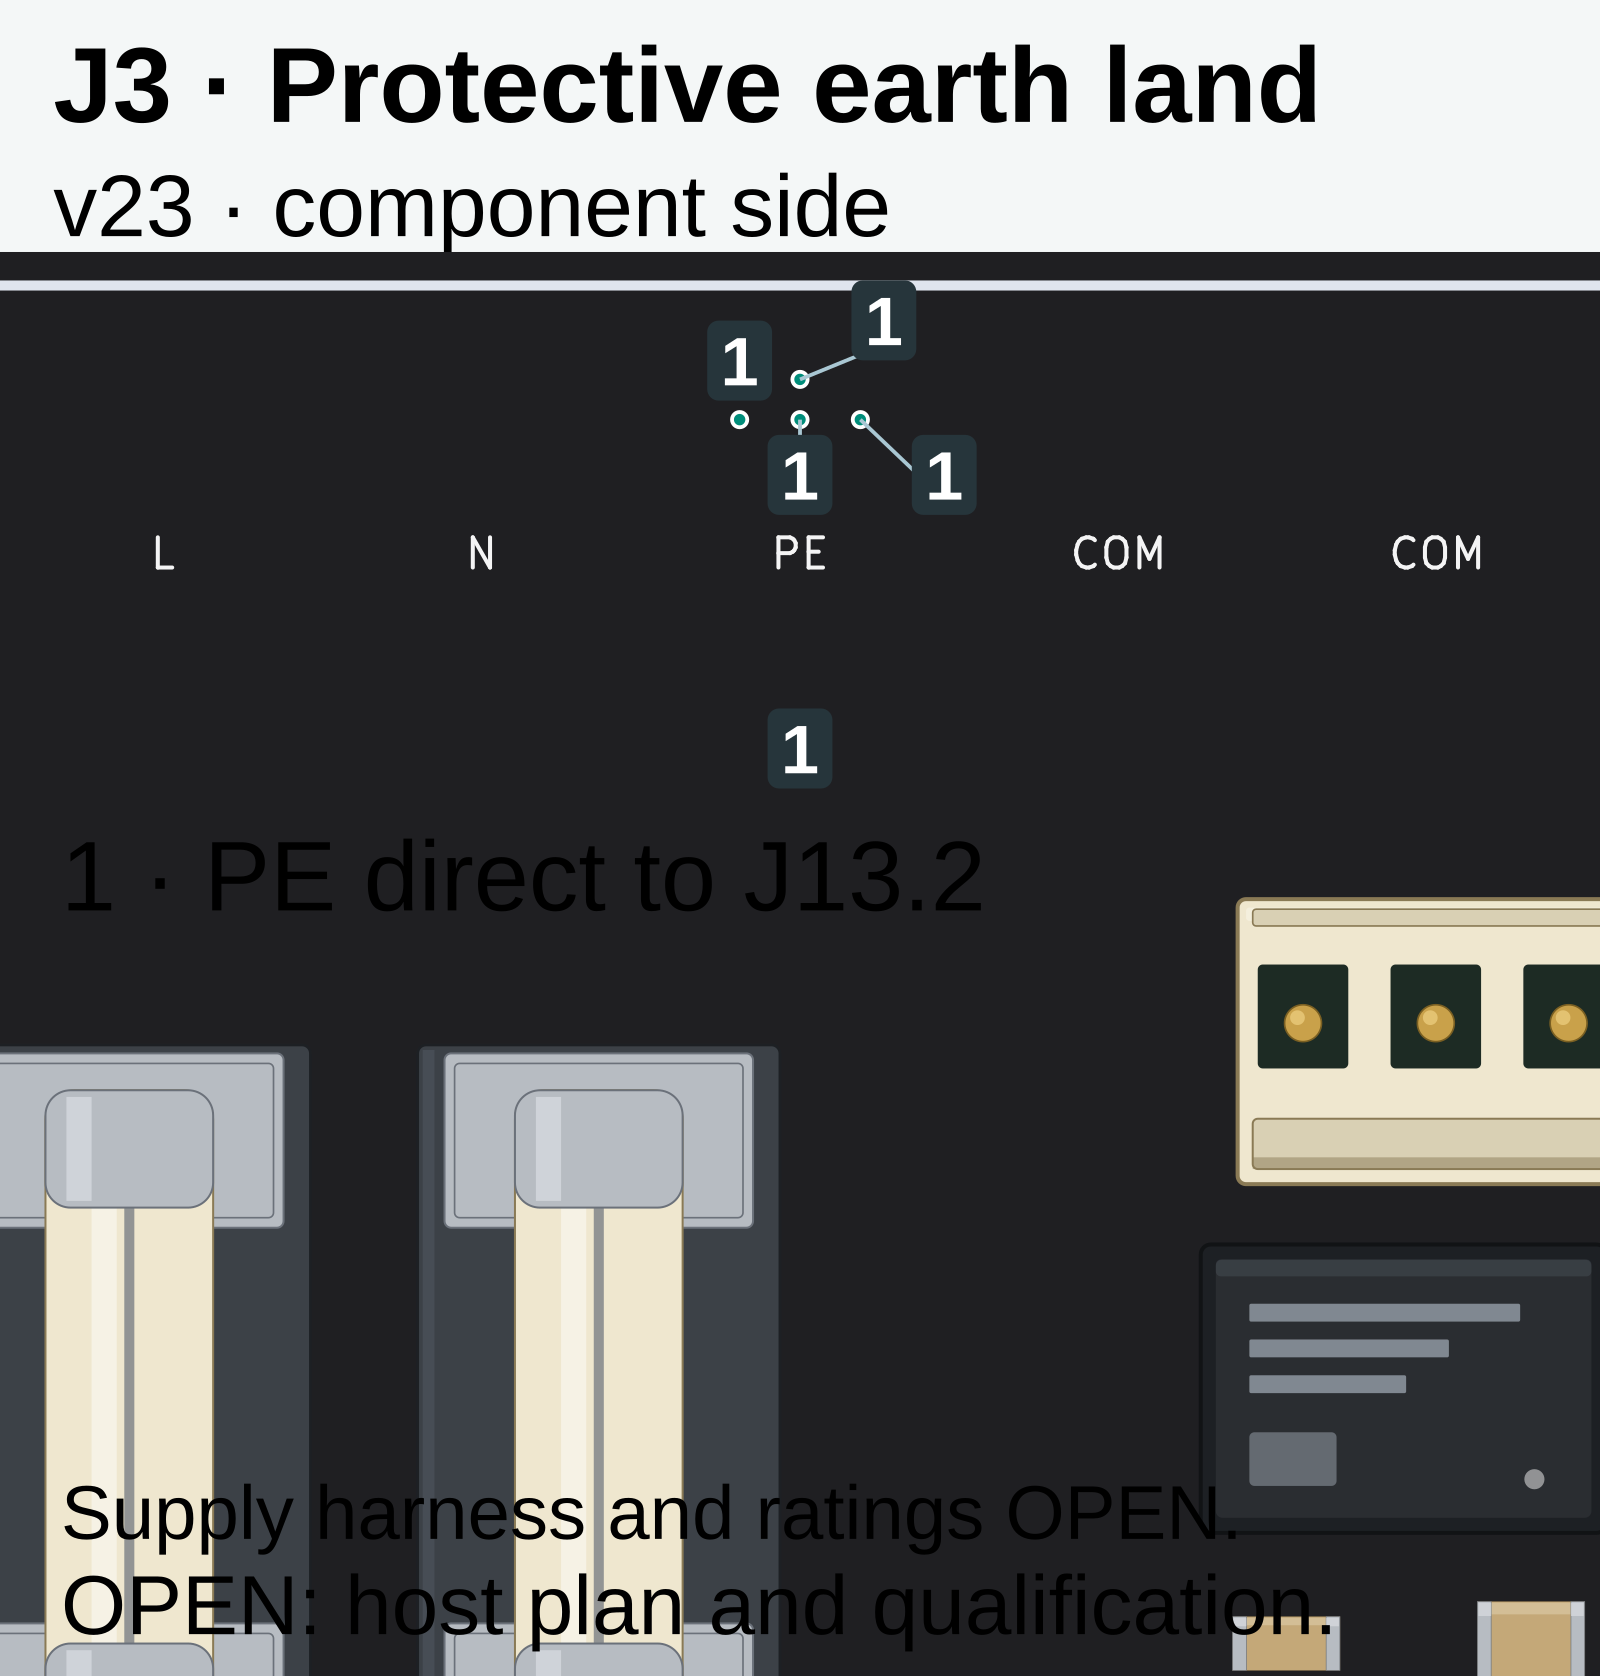 J3 · Protective earth land
v23 · component side
1
1
1 1
L N PE COM COM
1
1 · PE direct to J13.2
Supply harness and ratings OPEN.
OPEN: host plan and qualification.